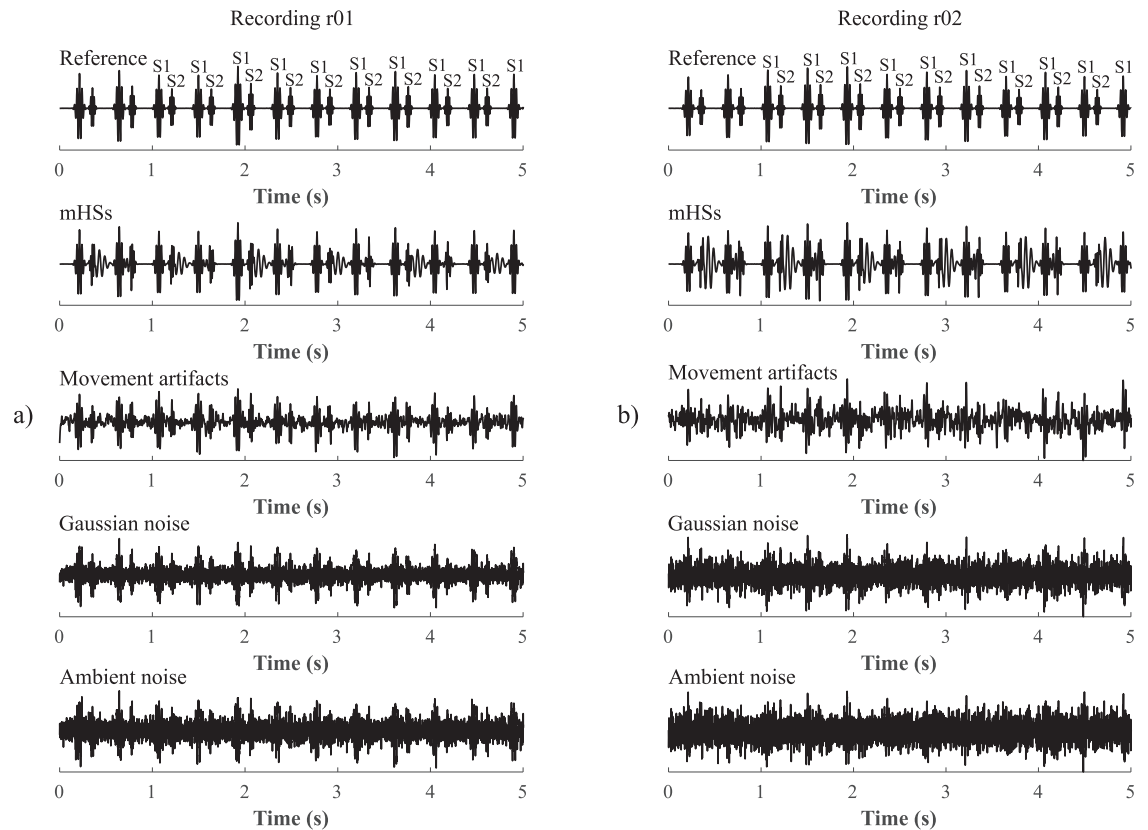 Recording r01
Reference
S1 S2 S1 S2 S1 S2 S1 S2 S1 S2 S1 S2 S1 S2 S1 S2 S1 S2 S1
0 1 2 3 4 5
Time (s)
mHSs
0 1 2 3 4 5
Time (s)
a)
Movement artifacts
0 1 2 3 4 5
Time (s)
Gaussian noise
0 1 2 3 4 5
Time (s)
Ambient noise
0 1 2 3 4 5
Time (s)
Recording r02
Reference
S1 S2 S1 S2 S1 S2 S1 S2 S1 S2 S1 S2 S1 S2 S1 S2 S1 S2 S1
0 1 2 3 4 5
Time (s)
mHSs
0 1 2 3 4 5
Time (s)
b)
Movement artifacts
0 1 2 3 4 5
Time (s)
Gaussian noise
0 1 2 3 4 5
Time (s)
Ambient noise
0 1 2 3 4 5
Time (s)